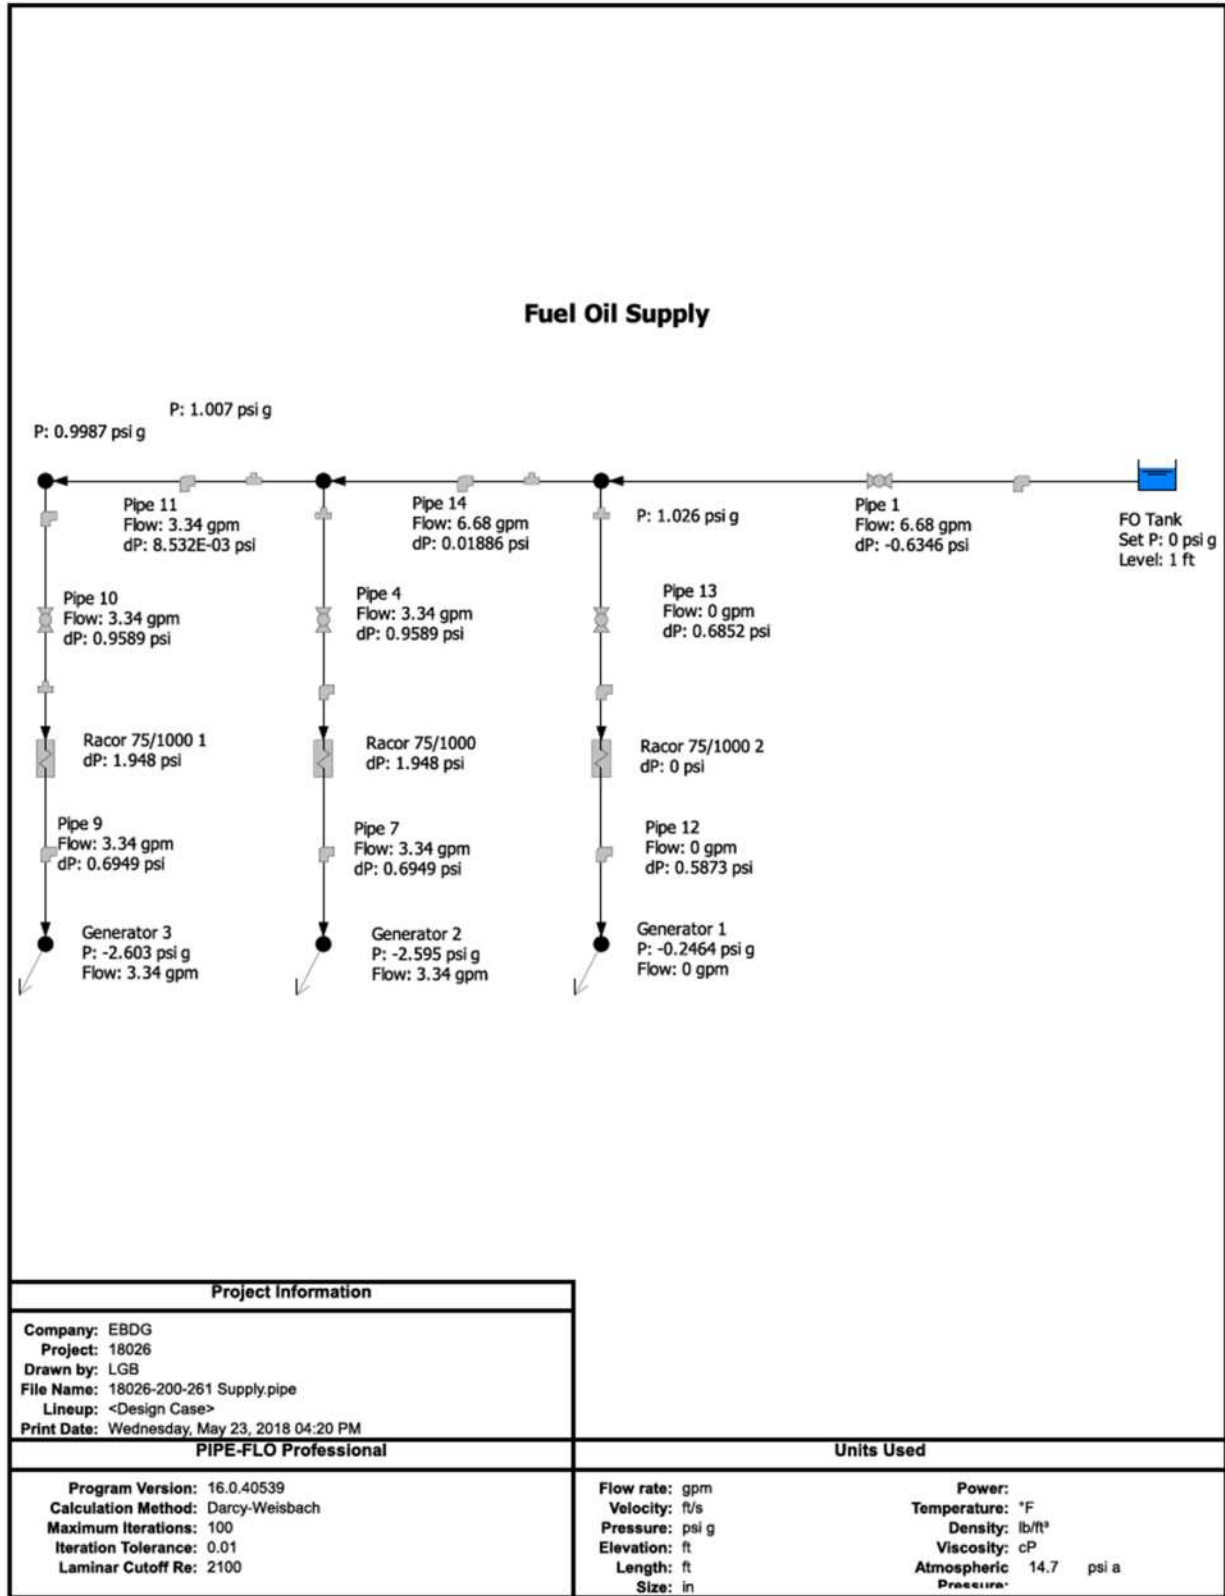 Fuel Oil Supply
P: 1.007 psi g
P: 0.9987 psi g
Pipe 11
Flow: 3.34 gpm
dP: 8.532E-03 psi
Pipe 14
Flow: 6.68 gpm
dP: 0.01886 psi
P: 1.026 psi g
Pipe 1
Flow: 6.68 gpm
dP: -0.6346 psi
FO Tank
Set P: 0 psi g
Level: 1 ft
Pipe 10
Flow: 3.34 gpm
dP: 0.9589 psi
Pipe 4
Flow: 3.34 gpm
dP: 0.9589 psi
Pipe 13
Flow: 0 gpm
dP: 0.6852 psi
Racor 75/1000 1
dP: 1.948 psi
Racor 75/1000
dP: 1.948 psi
Racor 75/1000 2
dP: 0 psi
Pipe 9
Flow: 3.34 gpm
dP: 0.6949 psi
Pipe 7
Flow: 3.34 gpm
dP: 0.6949 psi
Pipe 12
Flow: 0 gpm
dP: 0.5873 psi
Generator 3
P: -2.603 psi g
Flow: 3.34 gpm
Generator 2
P: -2.595 psi g
Flow: 3.34 gpm
Generator 1
P: -0.2464 psi g
Flow: 0 gpm
Project Information
Company: EBDG
Project: 18026
Drawn by: LGB
File Name: 18026-200-261 Supply.pipe
Lineup: <Design Case>
Print Date: Wednesday, May 23, 2018 04:20 PM
PIPE-FLO Professional
Program Version: 16.0.40539
Calculation Method: Darcy-Weisbach
Maximum Iterations: 100
Iteration Tolerance: 0.01
Laminar Cutoff Re: 2100
Units Used
Flow rate: gpm
Velocity: ft/s
Pressure: psi g
Elevation: ft
Length: ft
Size: in
Power:
Temperature: °F
Density: lb/ft³
Viscosity: cP
Atmospheric 14.7 psi a
Pressure: